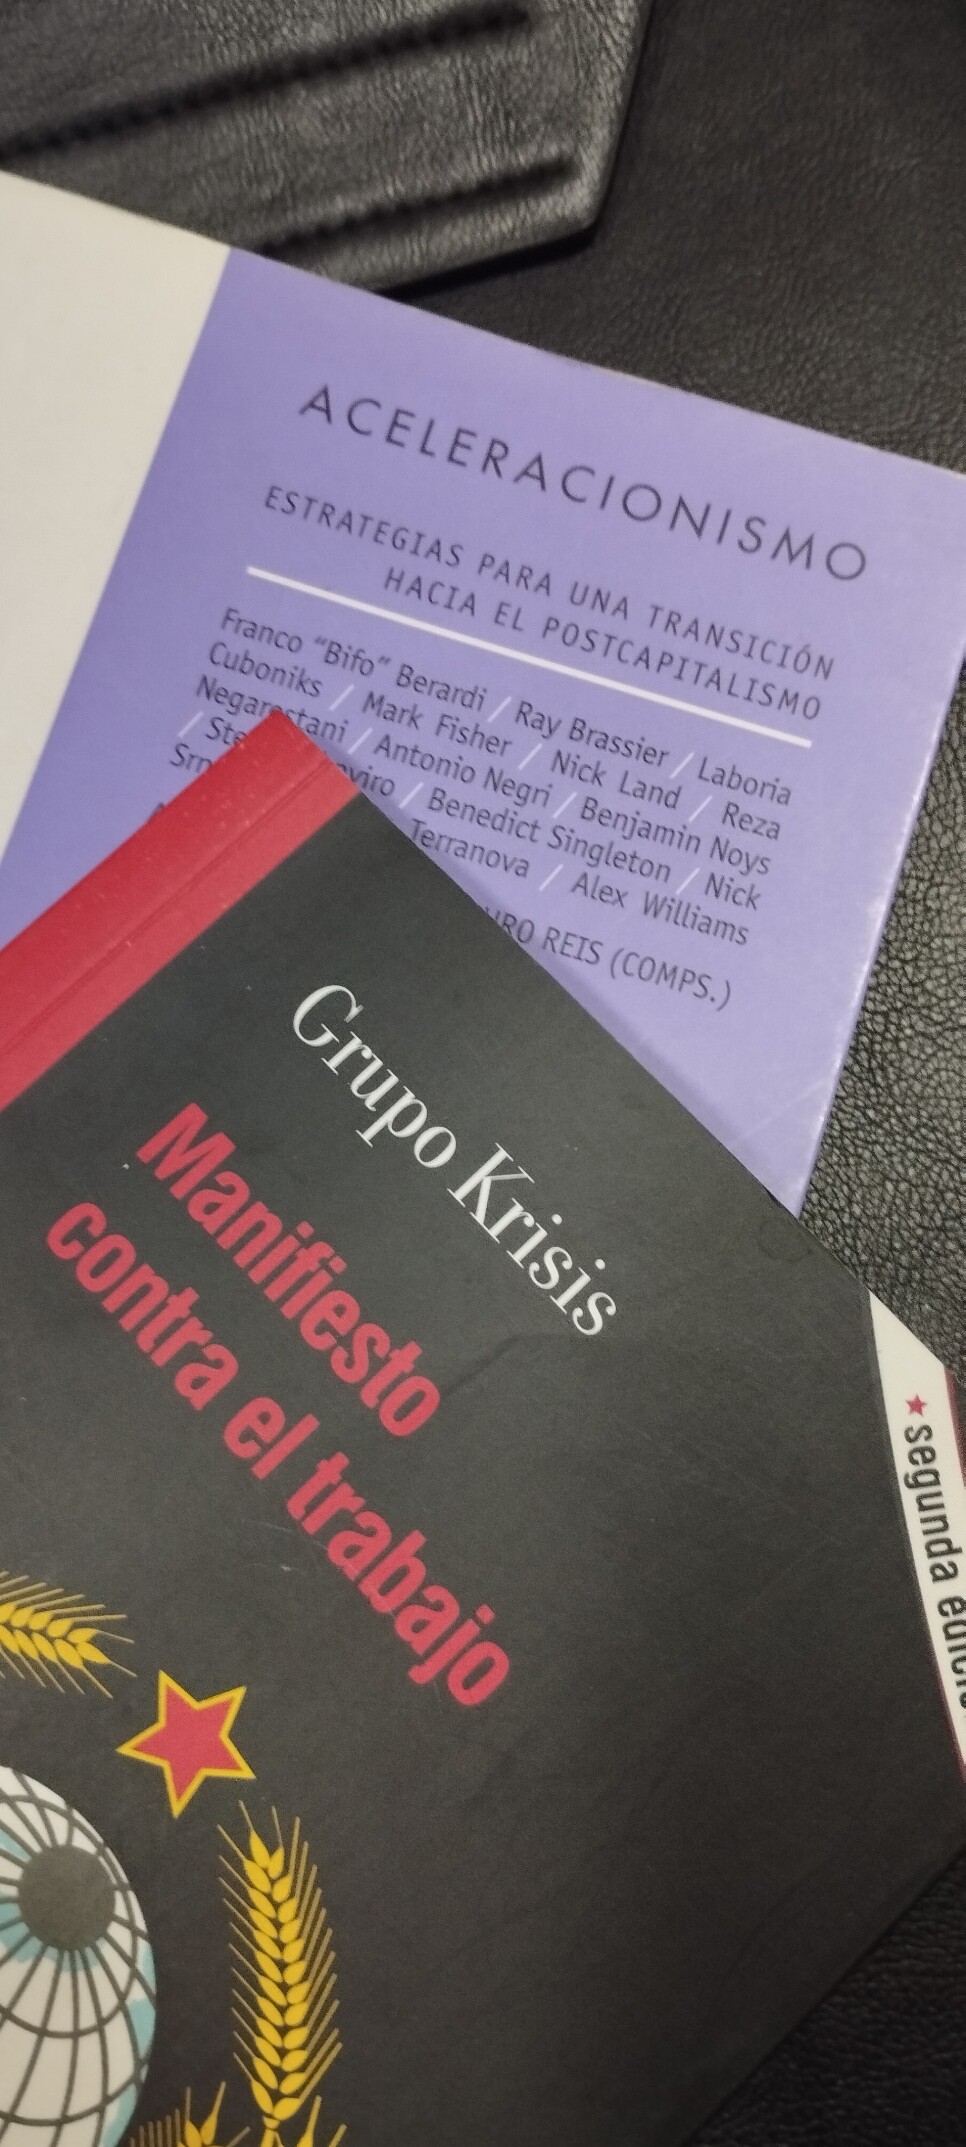 ACELERACIONISMO
ESTRATEGIAS PARA UNA TRANSICIÓN
HACIA EL POSTCAPITALISMO
Franco “Bifo” Berardi / Ray Brassier / Laboria
Cuboniks / Mark Fisher / Nick Land / Reza
Negarestani / Antonio Negri / Benjamin Noys
/ / Benedict Singleton / Nick
Terranova / Alex Williams
REIS (COMPS.)
Grupo Krisis
Manifiesto
contra el trabajo
segunda